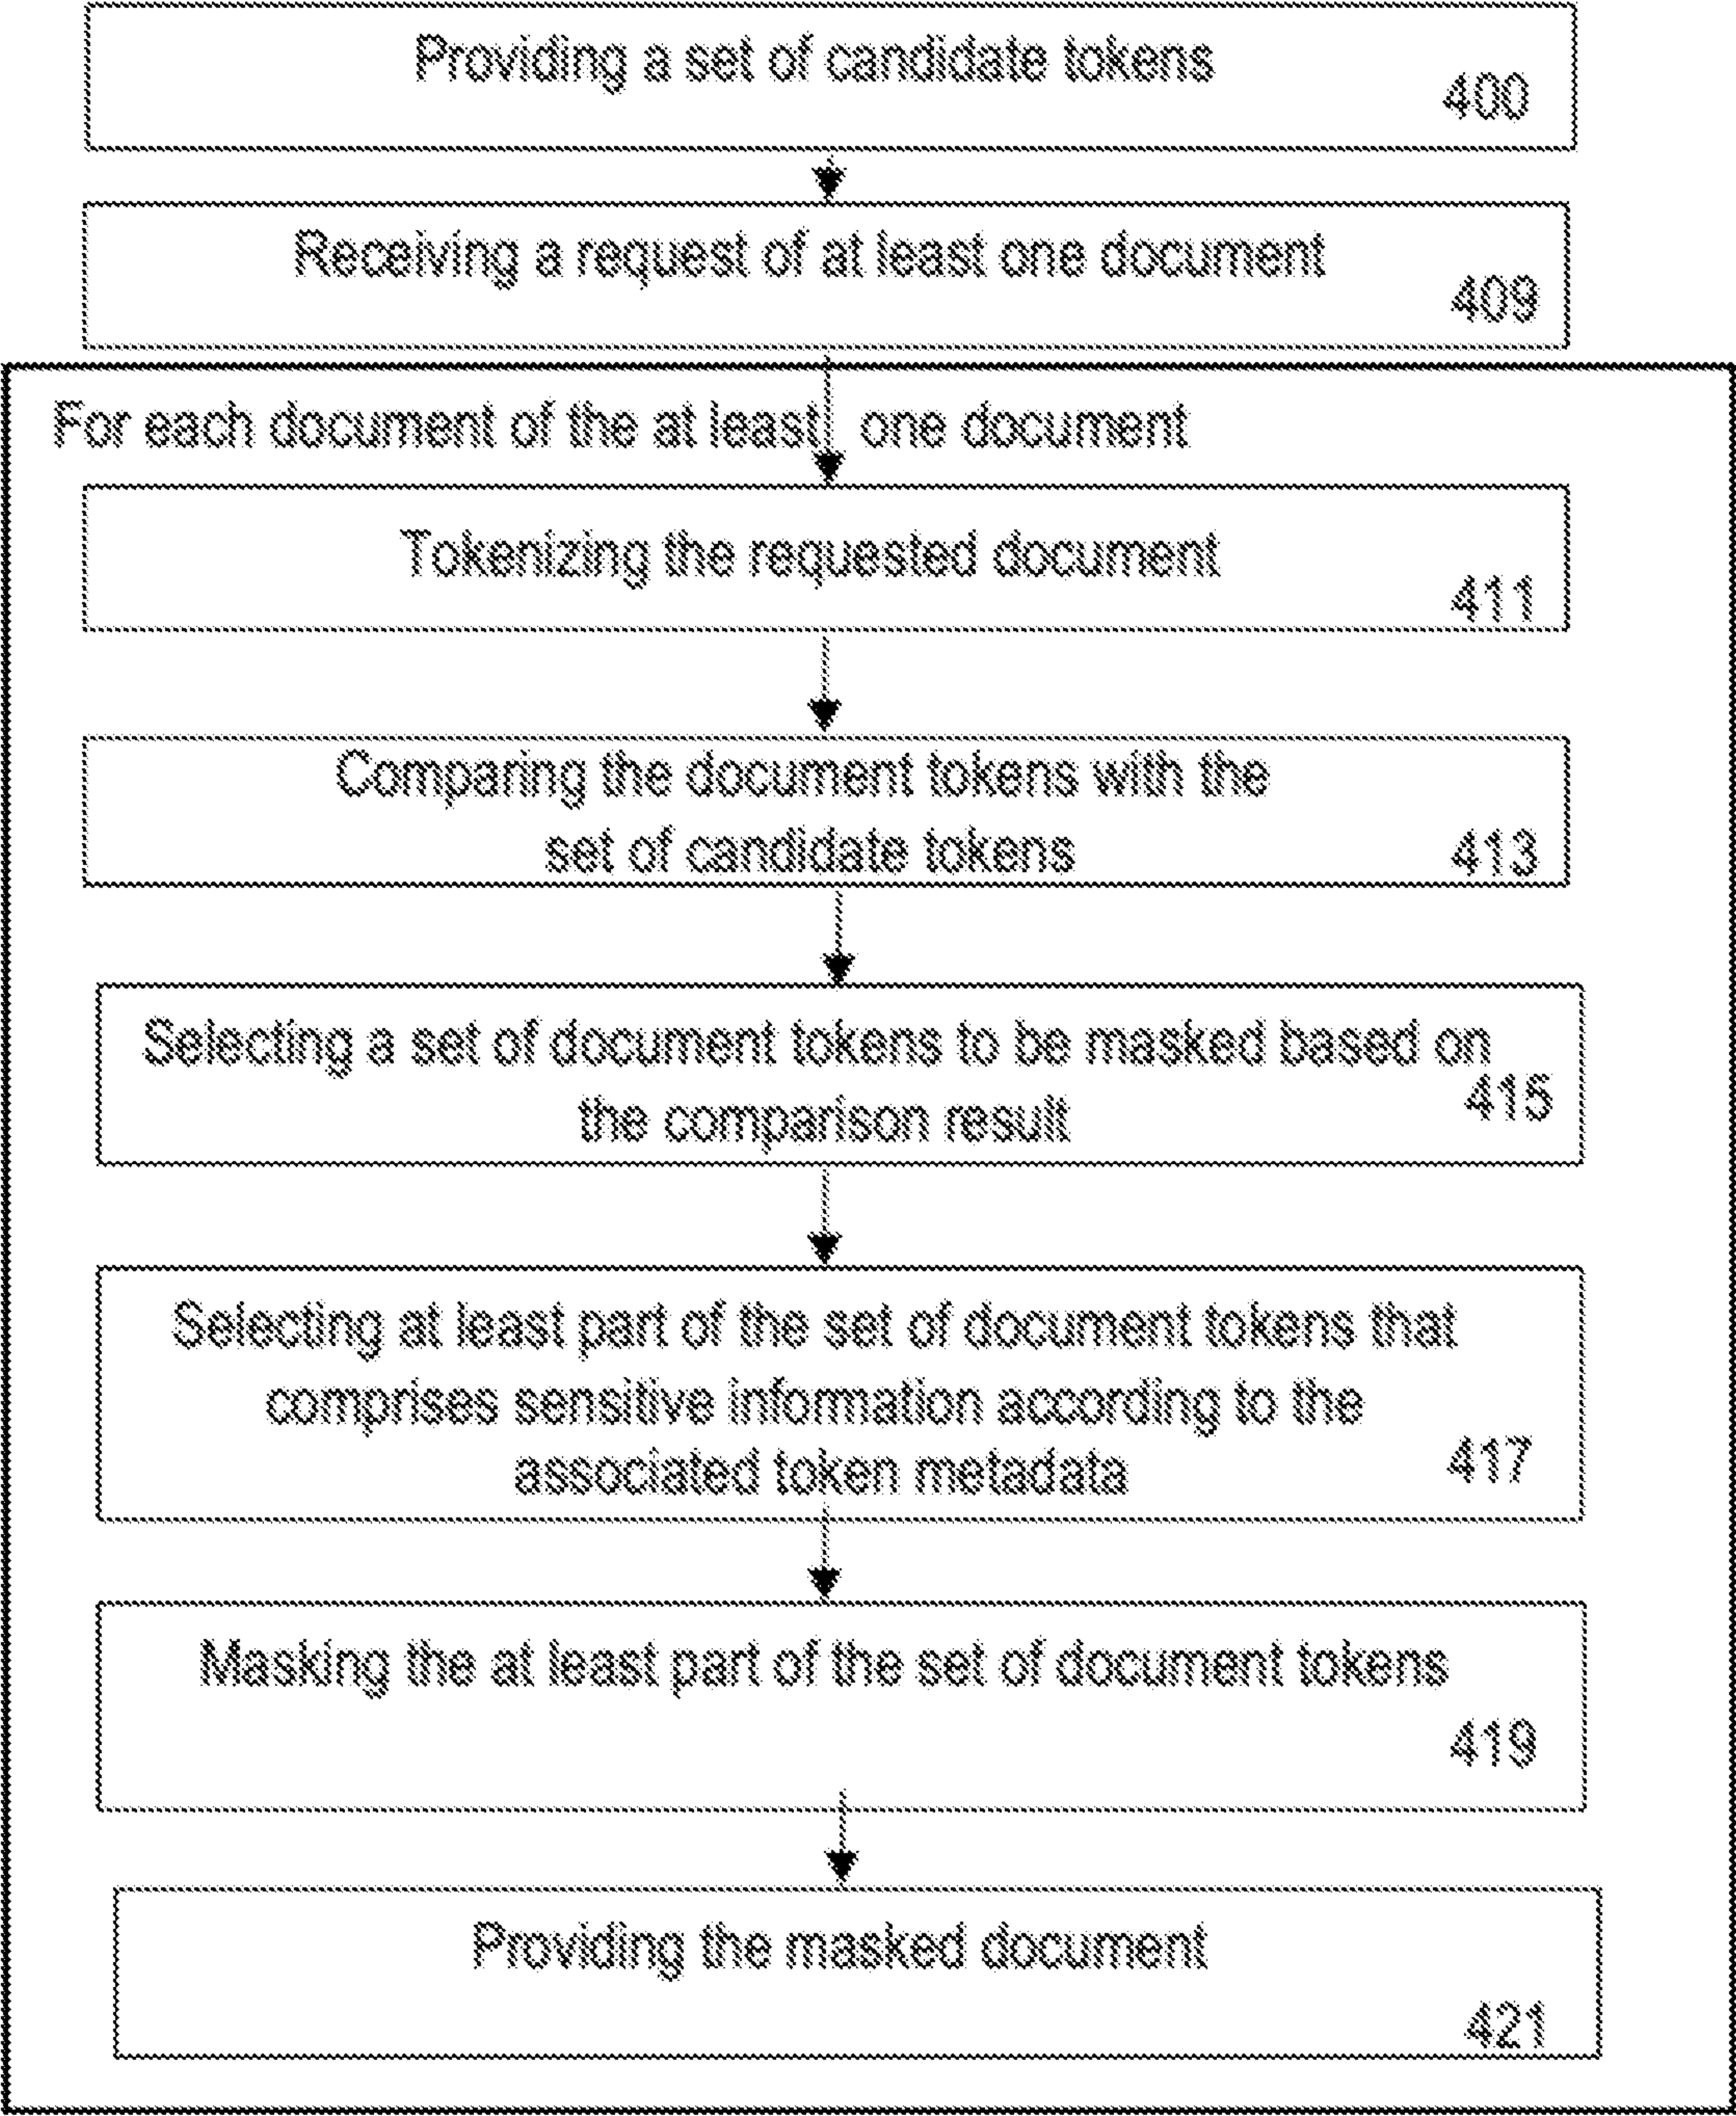 Providing a set of candidate tokens
400
Receiving a request of at least one document
409
For each document of the at least one document
Tokenizing the requested document
411
Comparing the document tokens with the
set of candidate tokens
413
Selecting a set of document tokens to be masked based on
the comparison result
415
Selecting at least part of the set of document tokens that
comprises sensitive information according to the
associated token metadata
417
Masking the at least part of the set of document tokens
419
Providing the masked document
421